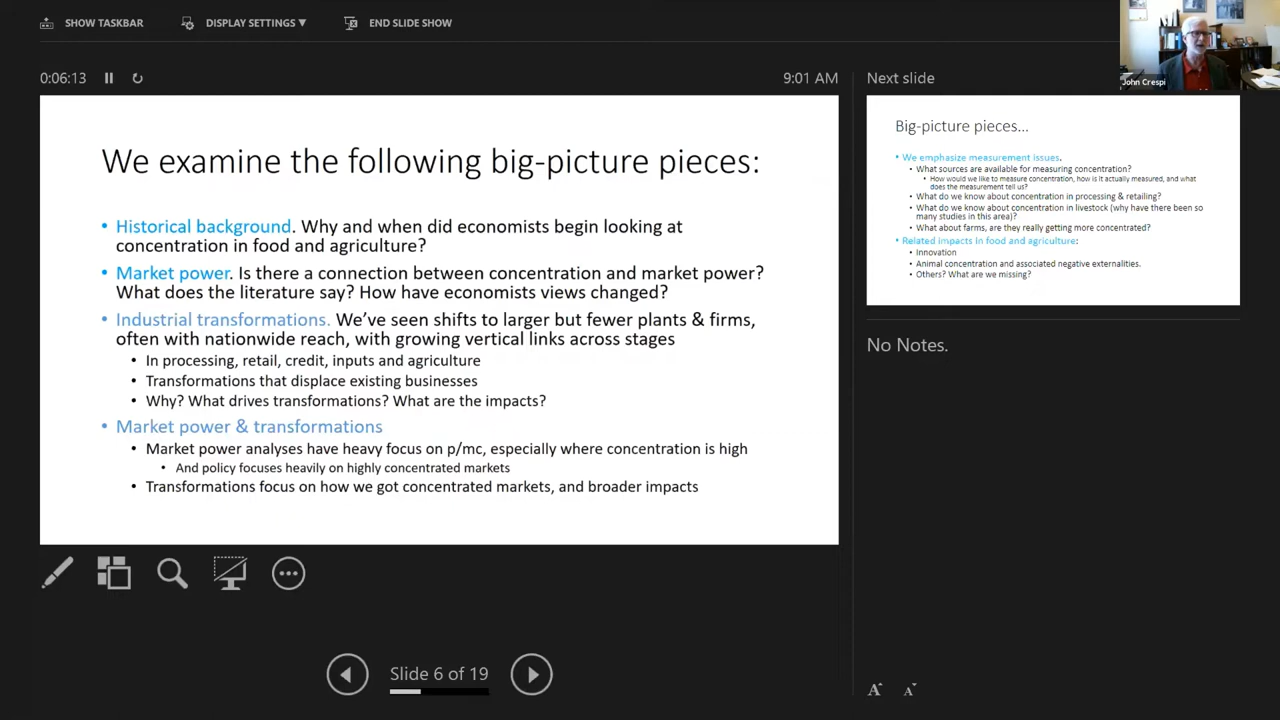 SHOW TASKBAR
DISPLAY SETTINGS ▼
END SLIDE SHOW
John Crespi
0:06:13
9:01 AM
We examine the following big-picture pieces:
• Historical background. Why and when did economists begin looking at
concentration in food and agriculture?
• Market power. Is there a connection between concentration and market power?
What does the literature say? How have economists views changed?
• Industrial transformations. We’ve seen shifts to larger but fewer plants & firms,
often with nationwide reach, with growing vertical links across stages
• In processing, retail, credit, inputs and agriculture
• Transformations that displace existing businesses
• Why? What drives transformations? What are the impacts?
• Market power & transformations
• Market power analyses have heavy focus on p/mc, especially where concentration is high
• And policy focuses heavily on highly concentrated markets
• Transformations focus on how we got concentrated markets, and broader impacts
Slide 6 of 19
Next slide
Big-picture pieces…
• We emphasize measurement issues.
• What sources are available for measuring concentration?
• How would we like to measure concentration, how is it actually measured, and what
does the measurement tell us?
• What do we know about concentration in processing & retailing?
• What do we know about concentration in livestock (why have there been so
many studies in this area)?
• What about farms, are they really getting more concentrated?
• Related impacts in food and agriculture:
• Innovation
• Animal concentration and associated negative externalities.
• Others? What are we missing?
No Notes.
A A